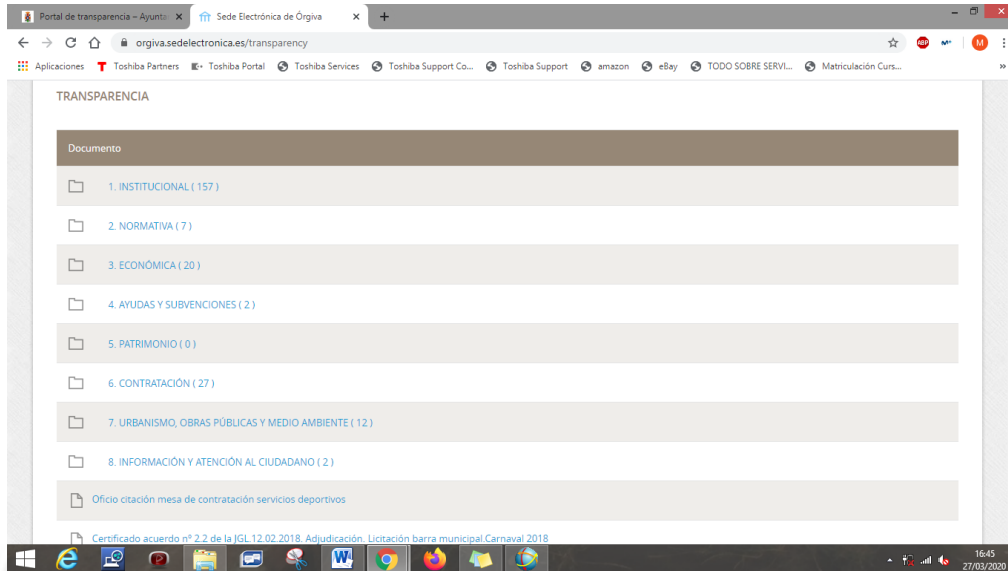 Portal de transparencia – Ayunta
Sede Electrónica de Órgiva
orgiva.sedelectronica.es/transparency
ABP
M
Aplicaciones
Toshiba Partners
Toshiba Portal
Toshiba Services
Toshiba Support Co...
Toshiba Support
amazon
eBay
TODO SOBRE SERVI...
Matriculación Curs...
TRANSPARENCIA
Documento
1. INSTITUCIONAL ( 157 )
2. NORMATIVA ( 7 )
3. ECONÓMICA ( 20 )
4. AYUDAS Y SUBVENCIONES ( 2 )
5. PATRIMONIO ( 0 )
6. CONTRATACIÓN ( 27 )
7. URBANISMO, OBRAS PÚBLICAS Y MEDIO AMBIENTE ( 12 )
8. INFORMACIÓN Y ATENCIÓN AL CIUDADANO ( 2 )
Oficio citación mesa de contratación servicios deportivos
Certificado acuerdo nº 2.2 de la JGL 12.02.2018. Adjudicación. Licitación barra municipal.Carnaval 2018
16:45
27/03/2020